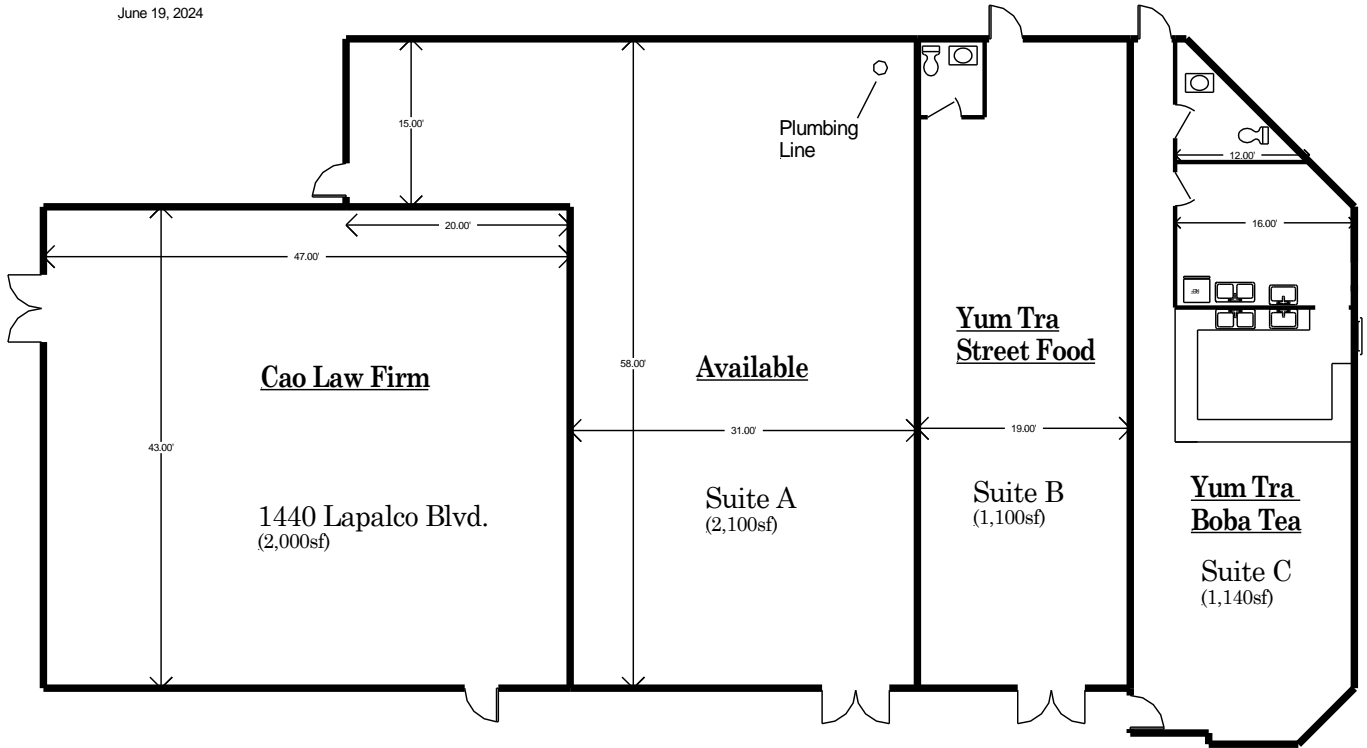 June 19, 2024
Plumbing
Line
15.00'
12.00'
20.00'
16.00'
47.00'
REF
Yum Tra
Street Food
58.00'
Cao Law Firm
Available
31.00'
19.00'
43.00'
1440 Lapalco Blvd.
(2,000sf)
Suite A
(2,100sf)
Suite B
(1,100sf)
Yum Tra
Boba Tea
Suite C
(1,140sf)